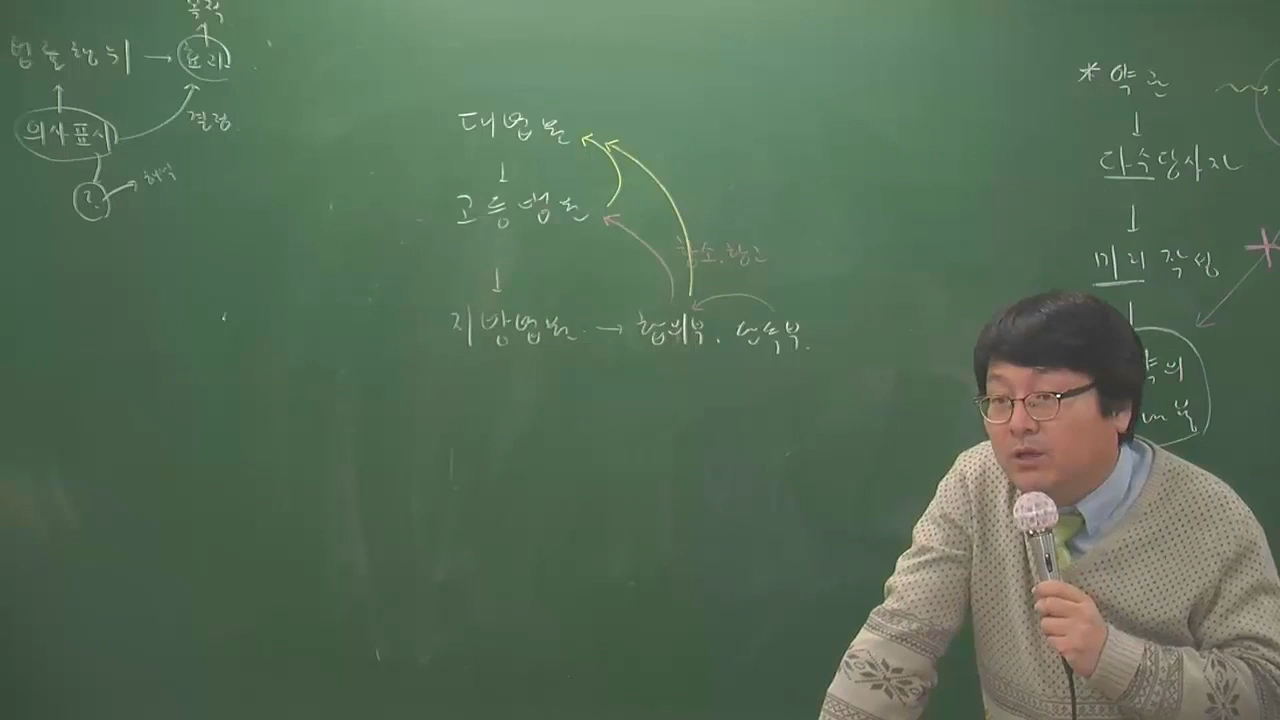 목적
법률행위 → 효과
의사표시
결정
?
해석
대법원
↓
고등법원
항소, 항고
지방법원 → 합의부, 단독부.
* 약관
↓
다수당사자
↓
미리 작성